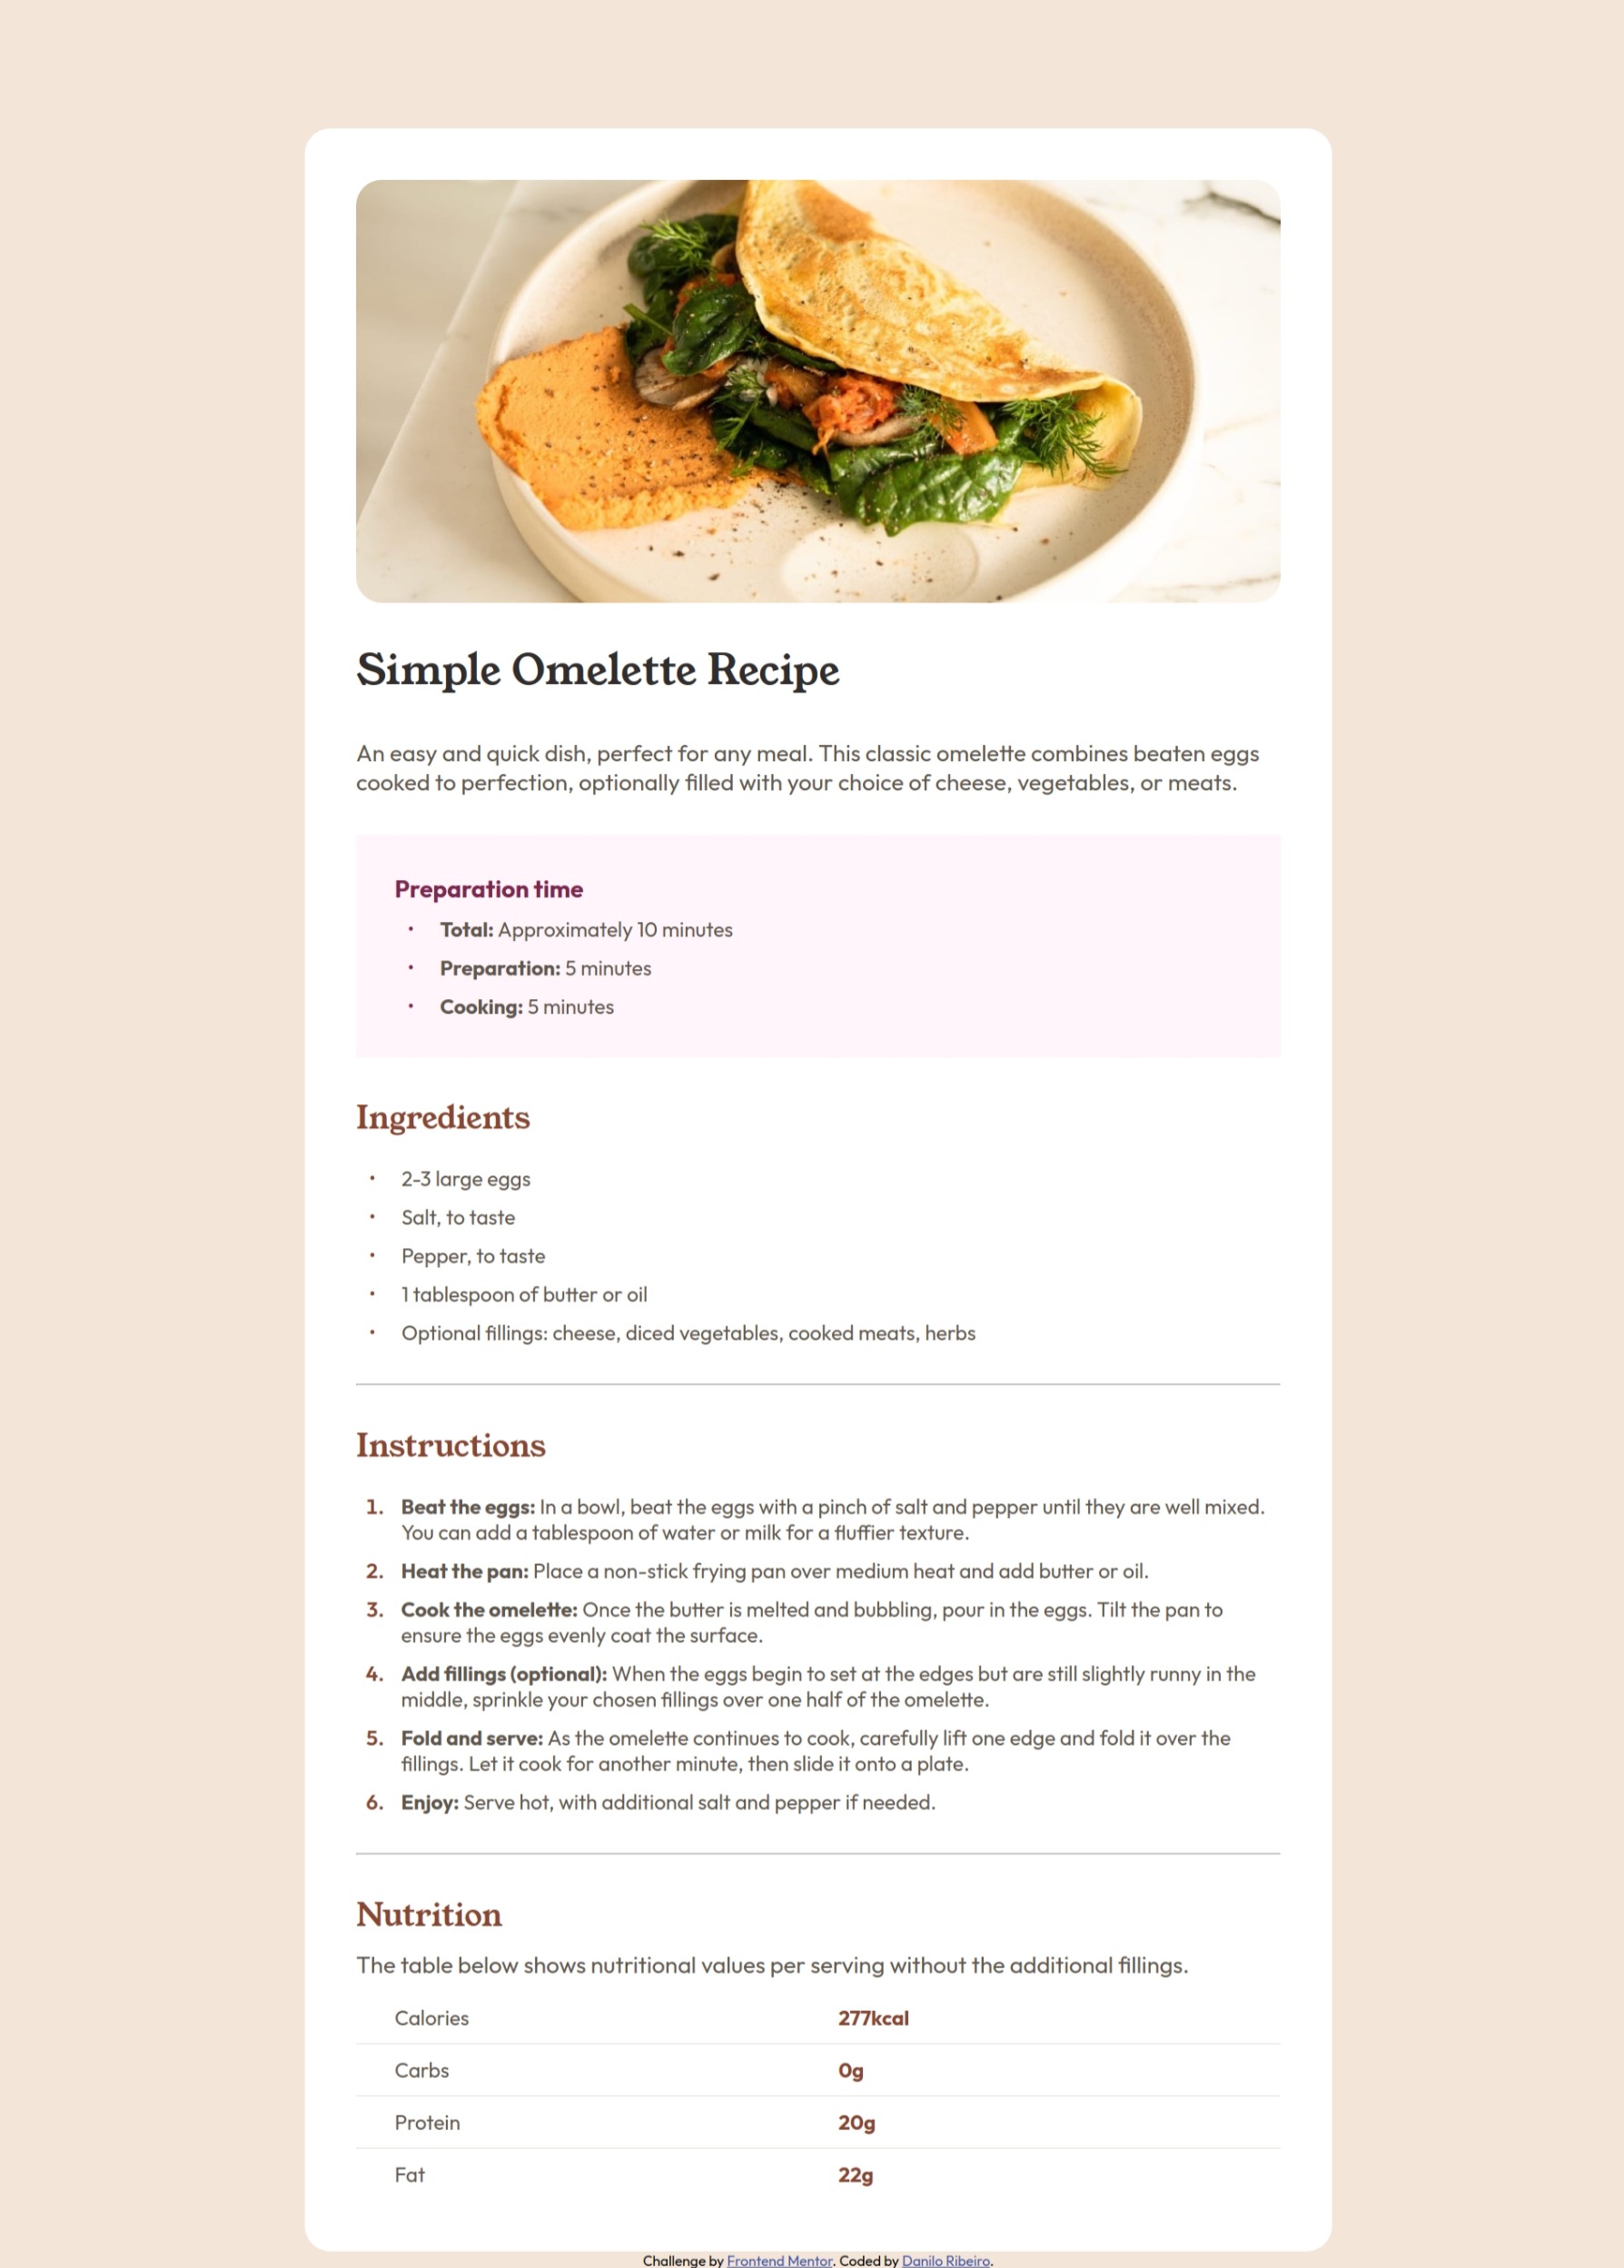 Simple Omelette Recipe
An easy and quick dish, perfect for any meal. This classic omelette combines beaten eggs
cooked to perfection, optionally filled with your choice of cheese, vegetables, or meats.
Preparation time
• Total: Approximately 10 minutes
• Preparation: 5 minutes
• Cooking: 5 minutes
Ingredients
• 2-3 large eggs
• Salt, to taste
• Pepper, to taste
• 1 tablespoon of butter or oil
• Optional fillings: cheese, diced vegetables, cooked meats, herbs
Instructions
1. Beat the eggs: In a bowl, beat the eggs with a pinch of salt and pepper until they are well mixed.
You can add a tablespoon of water or milk for a fluffier texture.
2. Heat the pan: Place a non-stick frying pan over medium heat and add butter or oil.
3. Cook the omelette: Once the butter is melted and bubbling, pour in the eggs. Tilt the pan to
ensure the eggs evenly coat the surface.
4. Add fillings (optional): When the eggs begin to set at the edges but are still slightly runny in the
middle, sprinkle your chosen fillings over one half of the omelette.
5. Fold and serve: As the omelette continues to cook, carefully lift one edge and fold it over the
fillings. Let it cook for another minute, then slide it onto a plate.
6. Enjoy: Serve hot, with additional salt and pepper if needed.
Nutrition
The table below shows nutritional values per serving without the additional fillings.
Calories 277kcal
Carbs 0g
Protein 20g
Fat 22g
Challenge by Frontend Mentor. Coded by Danilo Ribeiro.